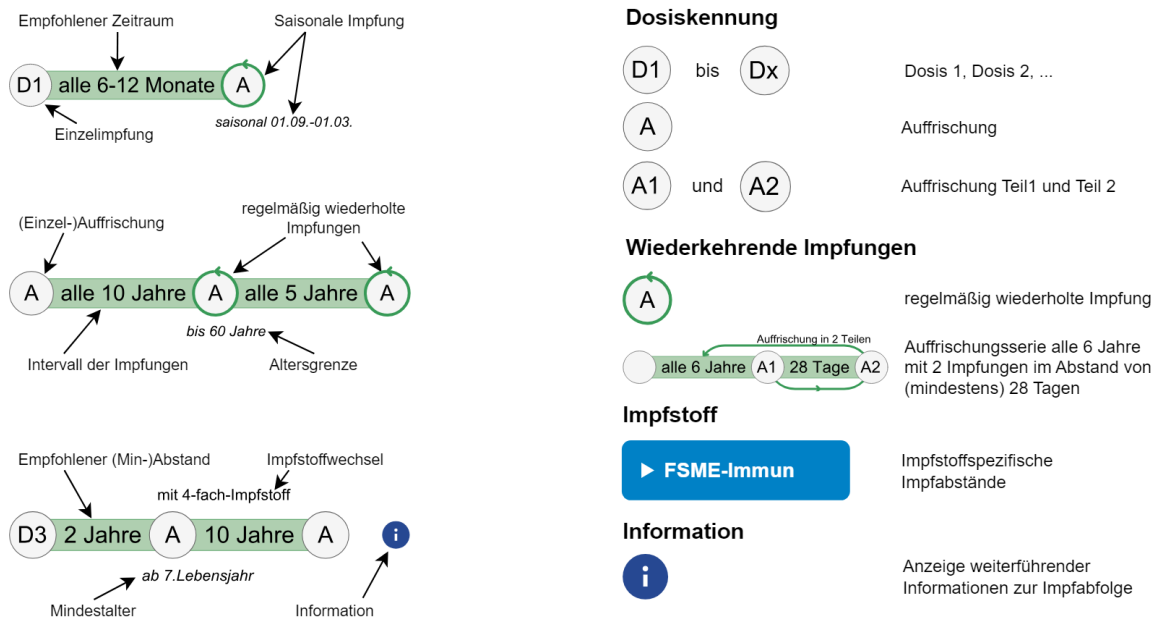 Empfohlener Zeitraum
Saisonale Impfung
D1 alle 6-12 Monate A
saisonal 01.09.-01.03.
Einzelimpfung
(Einzel-)Auffrischung
regelmäßig wiederholte
Impfungen
A alle 10 Jahre A alle 5 Jahre A
bis 60 Jahre
Intervall der Impfungen
Altersgrenze
Empfohlener (Min-)Abstand
Impfstoffwechsel
mit 4-fach-Impfstoff
D3 2 Jahre A 10 Jahre A i
ab 7.Lebensjahr
Mindestalter
Information
Dosiskennung
D1 bis Dx Dosis 1, Dosis 2, ...
A Auffrischung
A1 und A2 Auffrischung Teil1 und Teil 2
Wiederkehrende Impfungen
A regelmäßig wiederholte Impfung
Auffrischung in 2 Teilen
alle 6 Jahre A1 28 Tage A2
Auffrischungsserie alle 6 Jahre
mit 2 Impfungen im Abstand von
(mindestens) 28 Tagen
Impfstoff
FSME-Immun
Impfstoffspezifische
Impfabstände
Information
i
Anzeige weiterführender
Informationen zur Impfabfolge